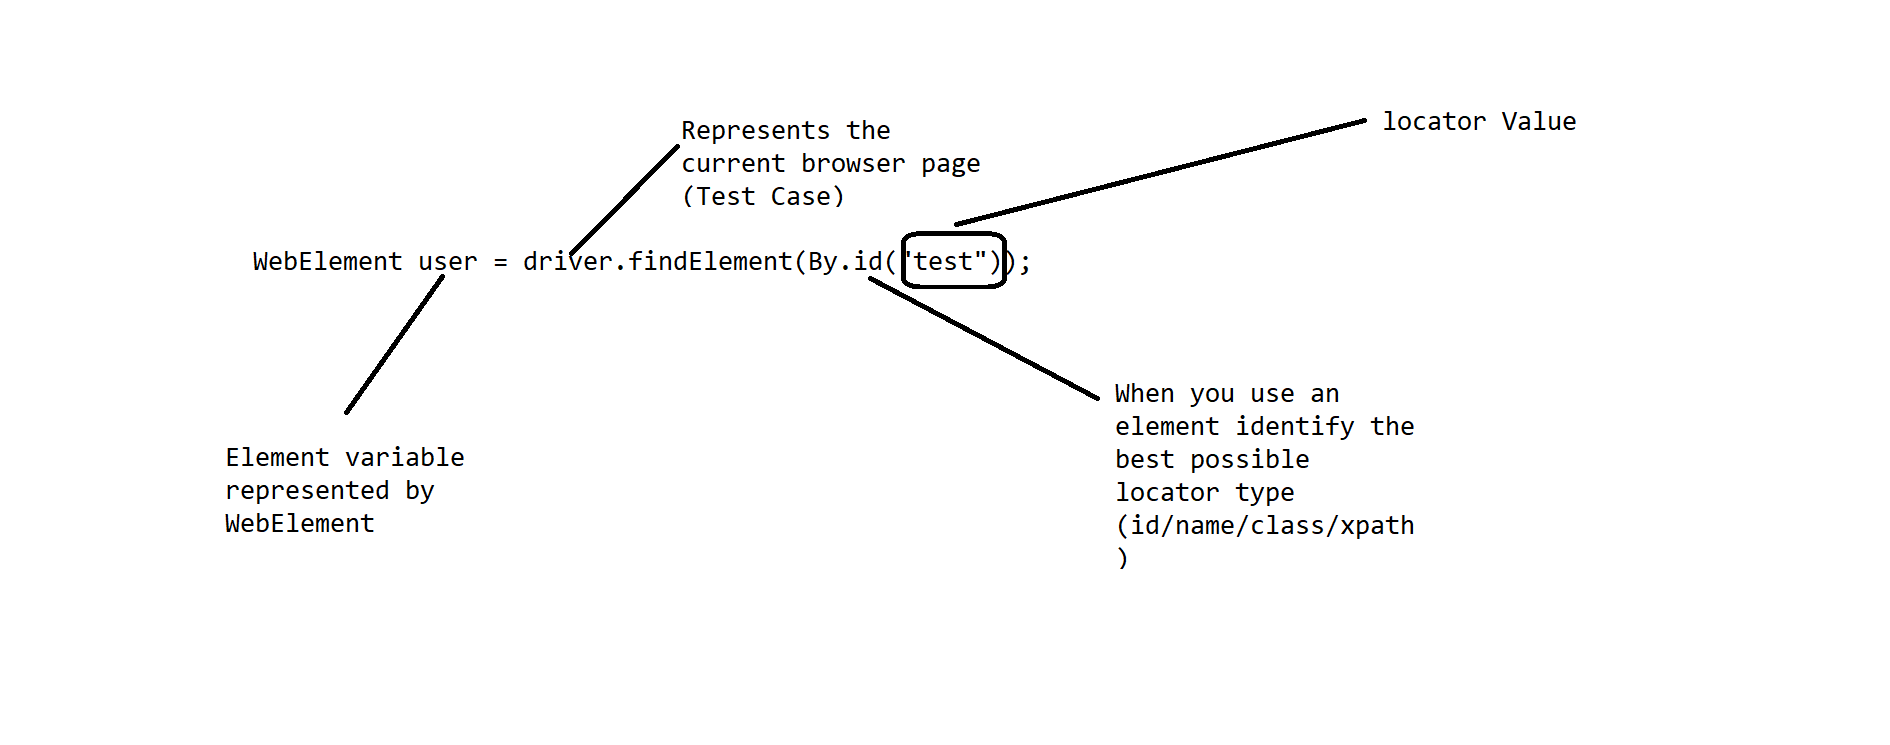 Represents the
current browser page
(Test Case)
locator Value
WebElement user = driver.findElement(By.id("test"));
Element variable
represented by
WebElement
When you use an
element identify the
best possible
locator type
(id/name/class/xpath
)